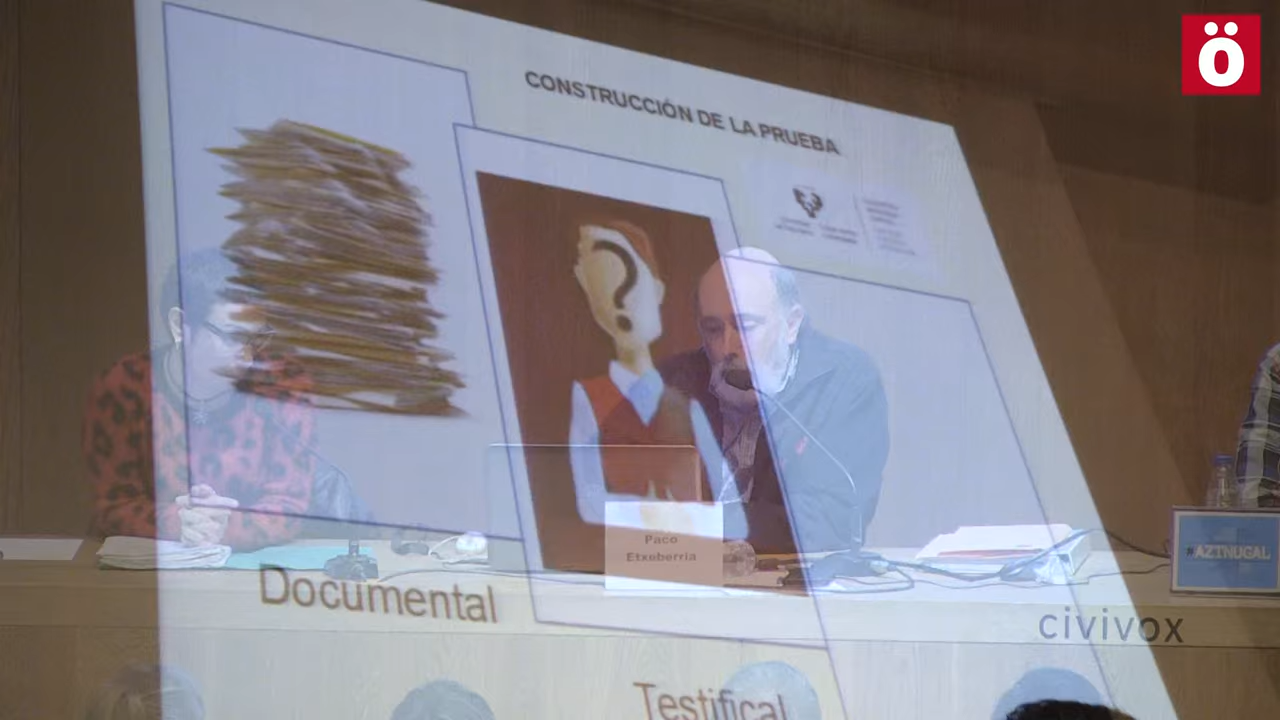 ö
CONSTRUCCIÓN DE LA PRUEBA
?
Paco
Etxeberria
#AZTNUGAL
Documental
civivox
Testifical